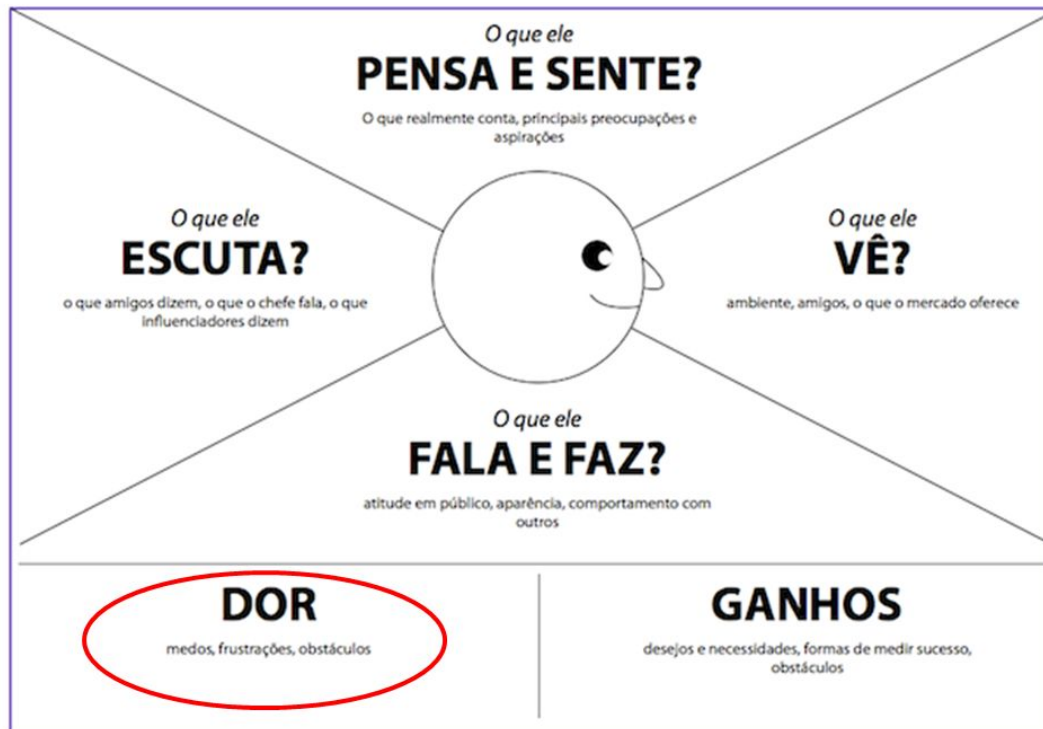 O que ele
PENSA E SENTE?
O que realmente conta, principais preocupações e
aspirações
O que ele
ESCUTA?
o que amigos dizem, o que o chefe fala, o que
influenciadores dizem
O que ele
VÊ?
ambiente, amigos, o que o mercado oferece
O que ele
FALA E FAZ?
atitude em público, aparência, comportamento com
outros
DOR
medos, frustrações, obstáculos
GANHOS
desejos e necessidades, formas de medir sucesso,
obstáculos